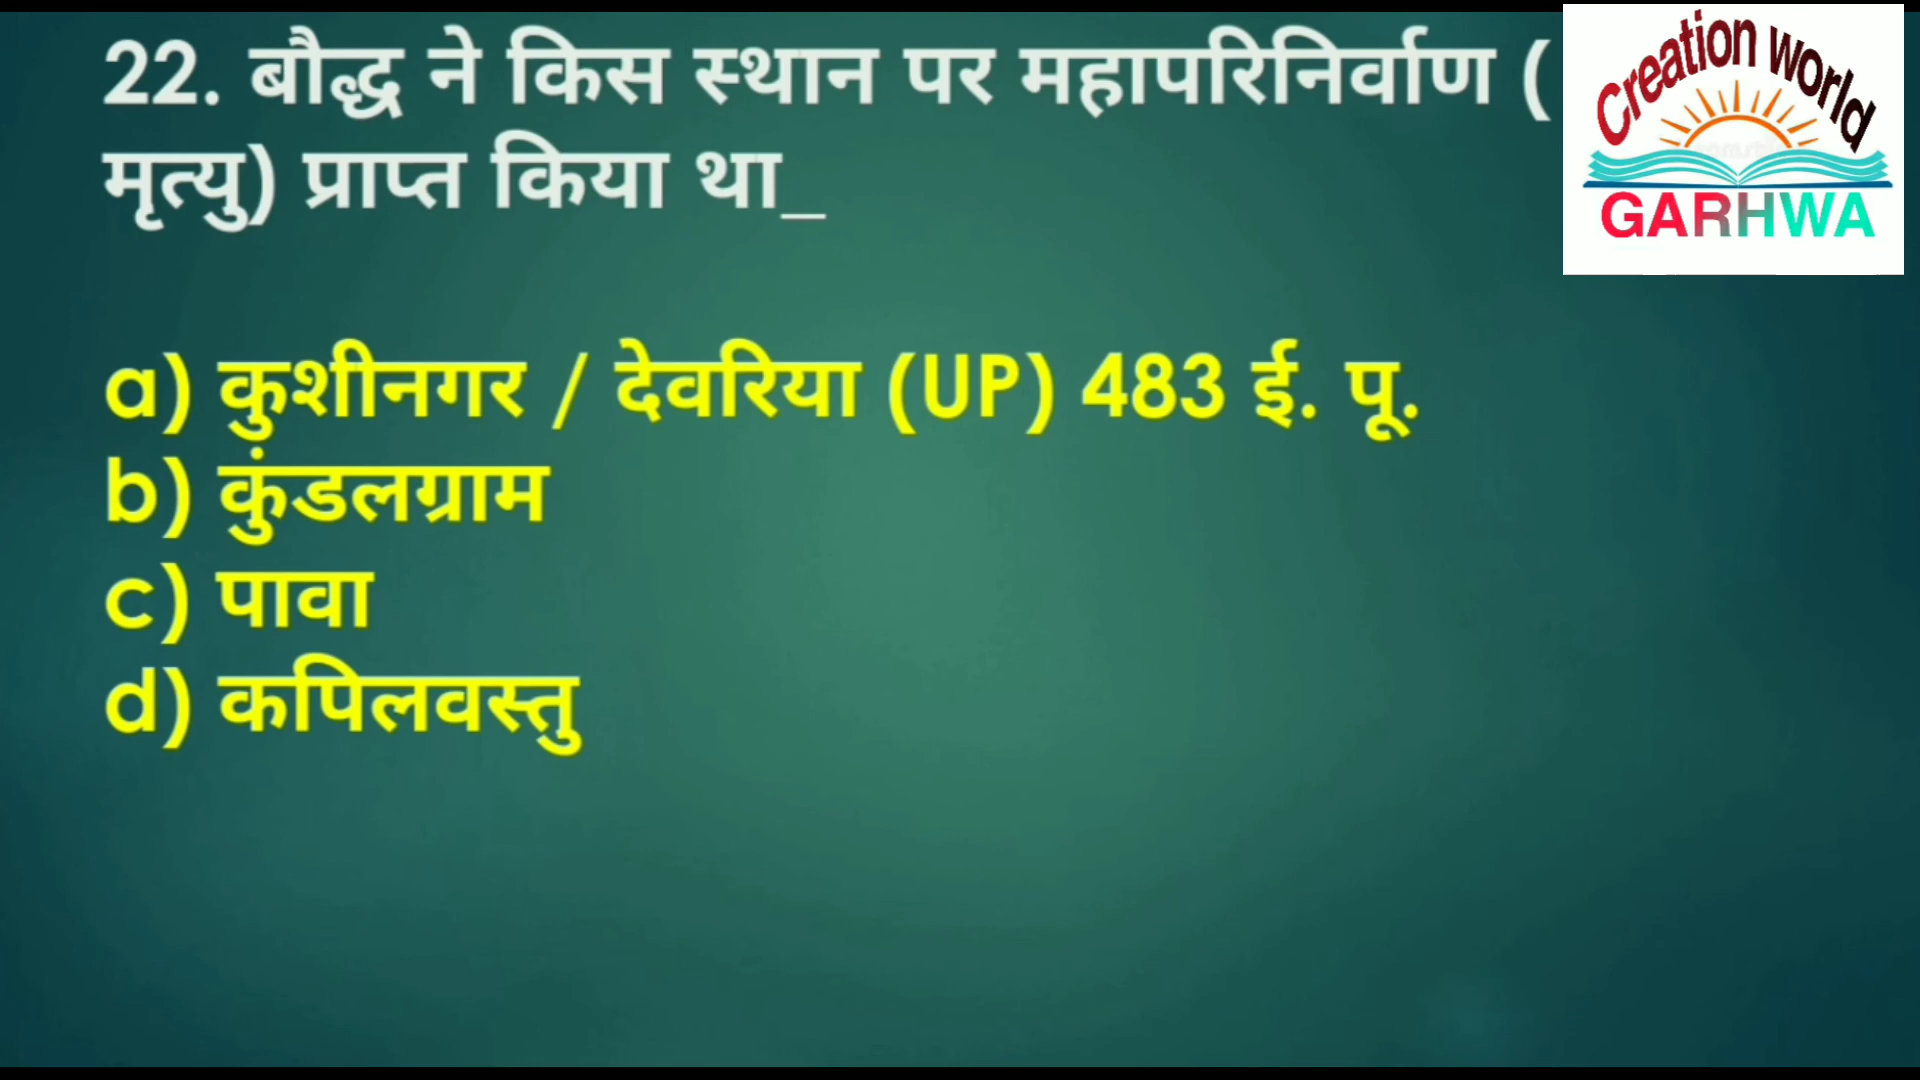 22. बौद्ध ने किस स्थान पर महापरिनिर्वाण (
मृत्यु) प्राप्त किया था_
a) कुशीनगर / देवरिया (UP) 483 ई. पू.
b) कुंडलग्राम
c) पावा
d) कपिलवस्तु
Creation World
GARHWA